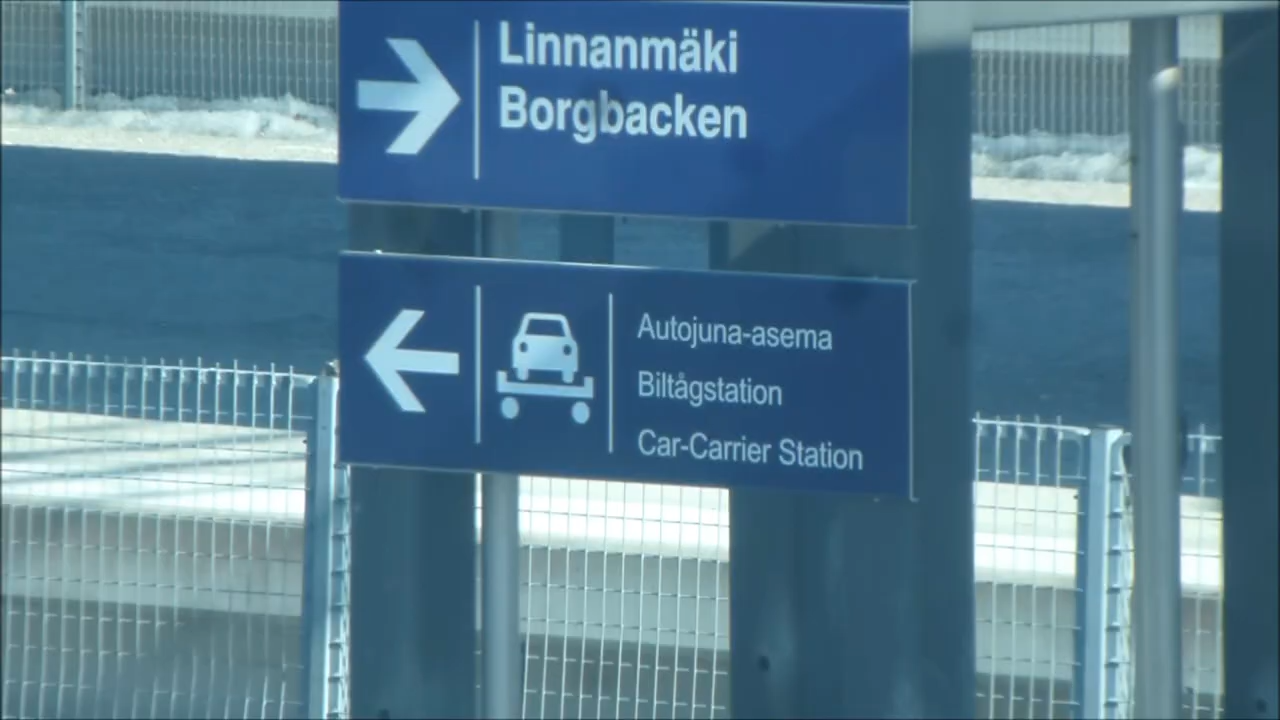 Linnanmäki
Borgbacken
Autojuna-asema
Biltågstation
Car-Carrier Station